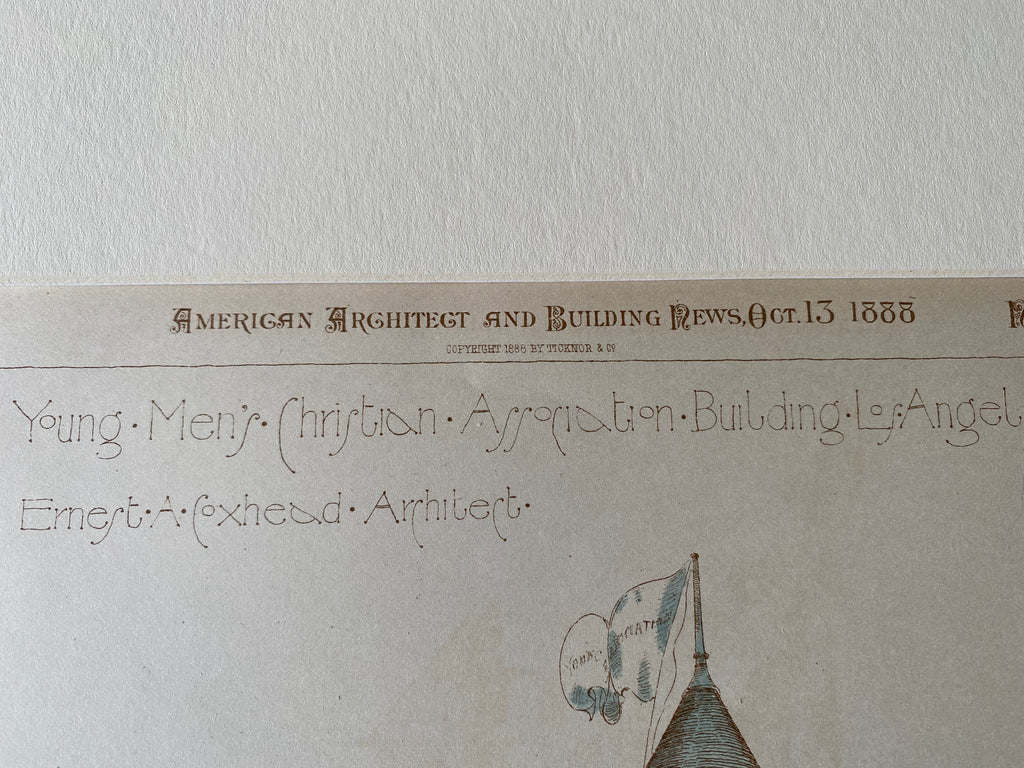 American Architect and Building News, Oct. 13 1888
COPYRIGHT 1888 BY TICKNOR & Co
Young · Men's · Christian · Association · Building · Los · Angel
Ernest · A · Coxhead · Architect ·
YOUNG